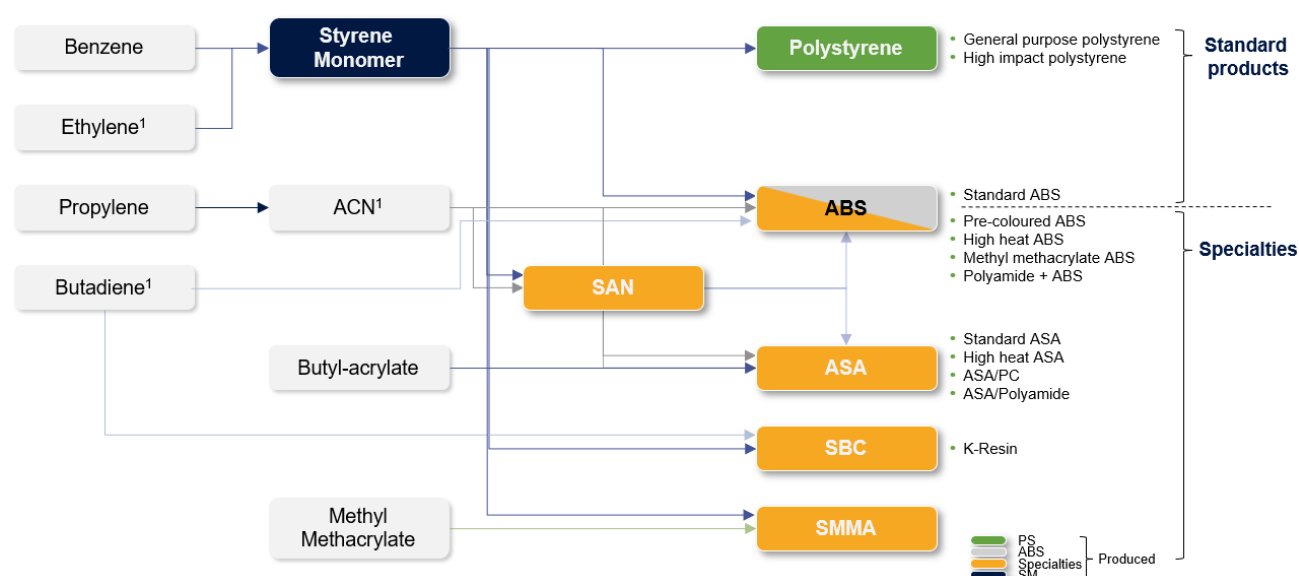 Benzene
Styrene
Monomer
Polystyrene
• General purpose polystyrene
• High impact polystyrene
Standard
products
Ethylene¹
Propylene
ACN¹
ABS
• Standard ABS
• Pre-coloured ABS
• High heat ABS
• Methyl methacrylate ABS
• Polyamide + ABS
Specialties
Butadiene¹
SAN
Butyl-acrylate
ASA
• Standard ASA
• High heat ASA
• ASA/PC
• ASA/Polyamide
SBC
• K-Resin
Methyl
Methacrylate
SMMA
PS
ABS
Specialties
SM
Produced